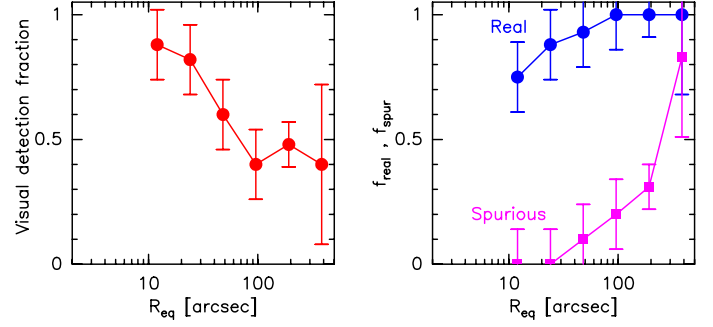 Visual detection fraction
1
0.5
0
10
100
R_eq [arcsec]
f_real , f_spur
1
0.5
0
Real
Spurious
10
100
R_eq [arcsec]